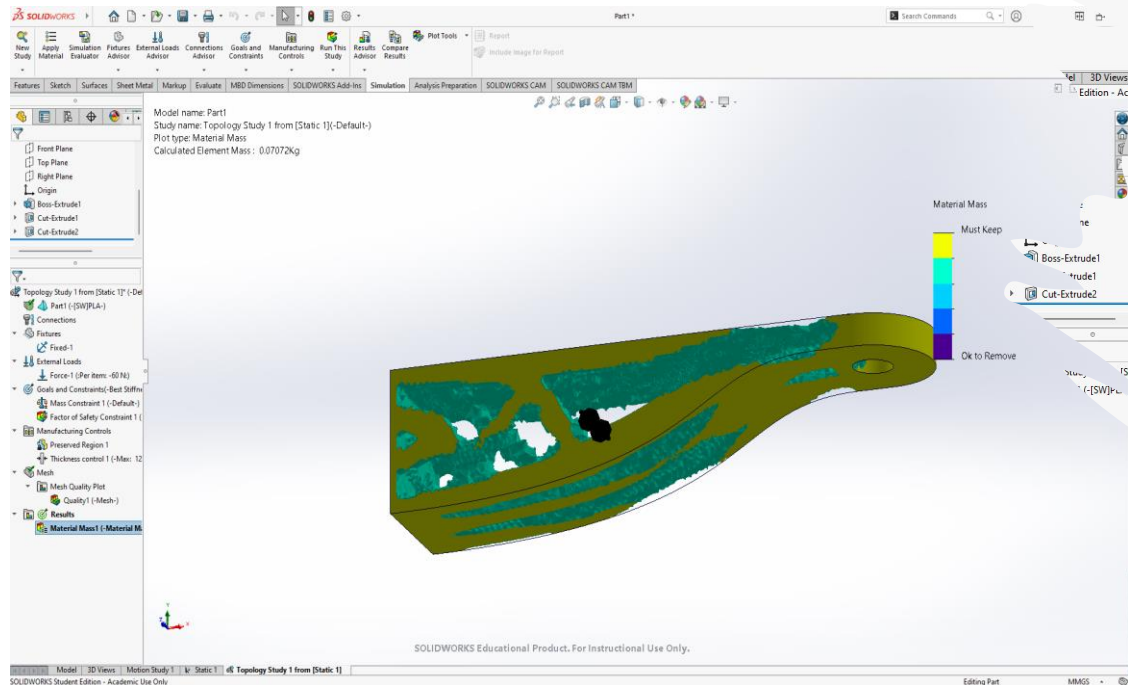 SOLIDWORKS
Part1 *
Search Commands
New Study
Apply Material
Simulation Evaluator
Fixtures Advisor
External Loads Advisor
Connections Advisor
Goals and Constraints
Manufacturing Controls
Run This Study
Results Advisor
Compare Results
Plot Tools
Report
Include Image for Report
Features Sketch Surfaces Sheet Metal Markup Evaluate MBD Dimensions SOLIDWORKS Add-Ins Simulation Analysis Preparation SOLIDWORKS CAM SOLIDWORKS CAM TBM
3D Views
Edition - Ac
Model name: Part1
Study name: Topology Study 1 from [Static 1](-Default-)
Plot type: Material Mass
Calculated Element Mass : 0.07072Kg
Front Plane
Top Plane
Right Plane
Origin
Boss-Extrude1
Cut-Extrude1
Cut-Extrude2
Topology Study 1 from [Static 1]* (-Def
Part1 (-[SW]PLA-)
Connections
Fixtures
Fixed-1
External Loads
Force-1 (:Per item: -60 N:)
Goals and Constraints(-Best Stiffn
Mass Constraint 1 (-Default-)
Factor of Safety Constraint 1 (
Manufacturing Controls
Preserved Region 1
Thickness control 1 (-Max: 12
Mesh
Mesh Quality Plot
Quality1 (-Mesh-)
Results
Material Mass1 (-Material M
Material Mass
Must Keep
Ok to Remove
Boss-Extrude1
trude1
Cut-Extrude2
SOLIDWORKS Educational Product. For Instructional Use Only.
Model 3D Views Motion Study 1 Static 1 Topology Study 1 from [Static 1]
SOLIDWORKS Student Edition - Academic Use Only
Editing Part
MMGS